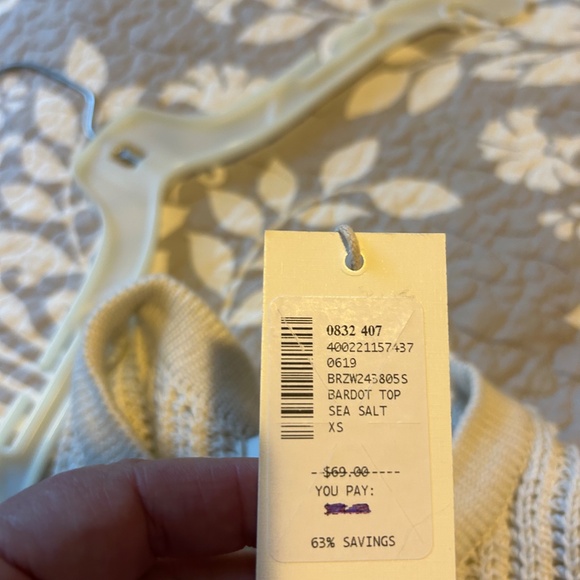 0832 407
400221157437
0619
BRZW245805S
BARDOT TOP
SEA SALT
XS
$69.00
YOU PAY:
63% SAVINGS